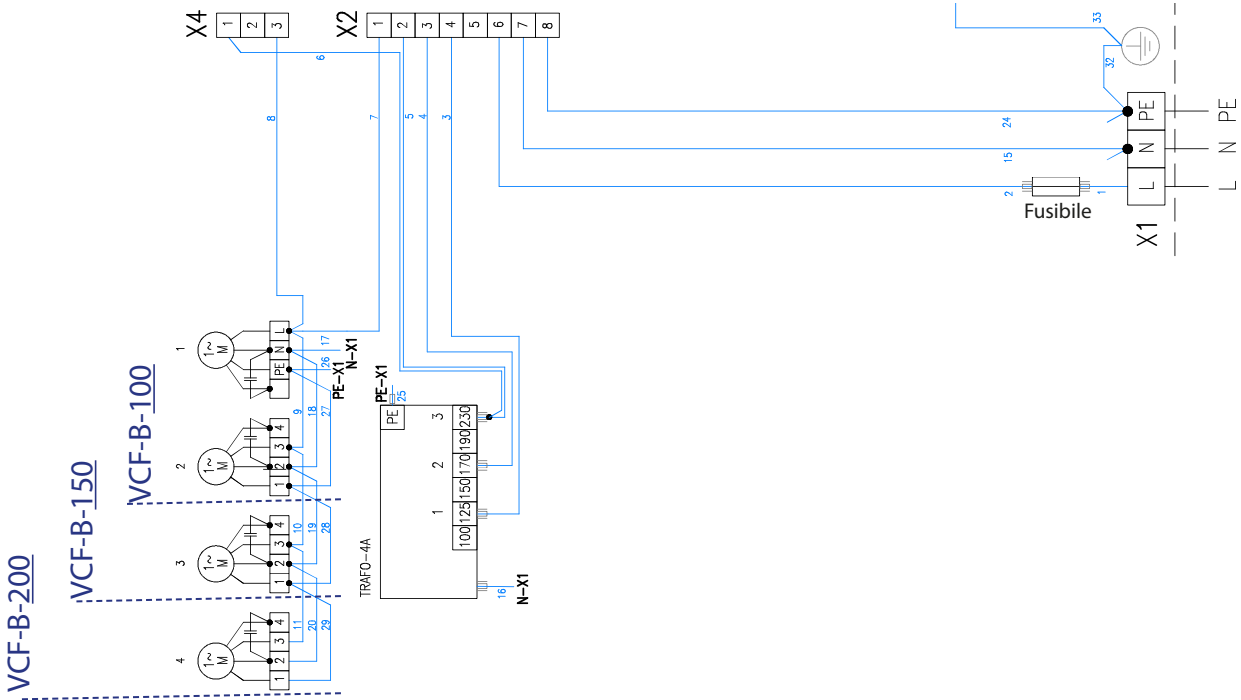 X4
1 2 3
X2
1 2 3 4 5 6 7 8
33
32
6
8
7
5
4
3
24
15
PE
N
L
PE
N
L
2
1
Fusibile
X1
1
1~
M
L
N
PE
17
N-X1
26
PE-X1
27
18
9
VCF-B-100
2
1~
M
4
3
2
1
VCF-B-150
10
19
28
3
1~
M
4
3
2
1
VCF-B-200
11
20
29
4
1~
M
4
3
2
1
PE-X1
25
PE
TRAFO-4A
3
2
1
230
190
170
150
125
100
16
N-X1